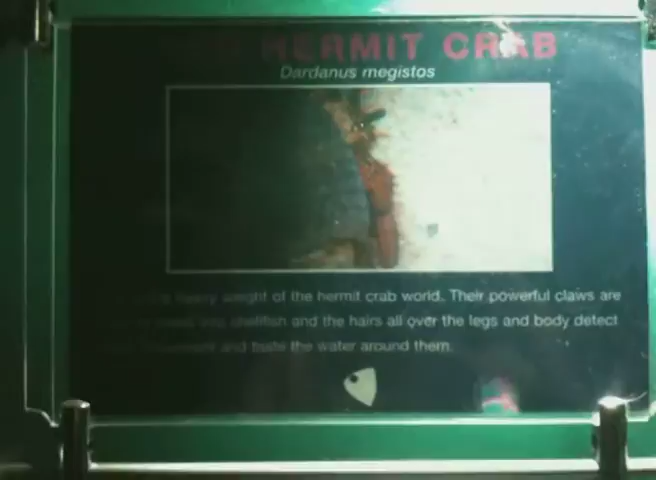 HERMIT CRAB
Dardanus megistos
heavy weight of the hermit crab world. Their powerful claws are
shellfish and the hairs all over the legs and body detect
and taste the water around them.